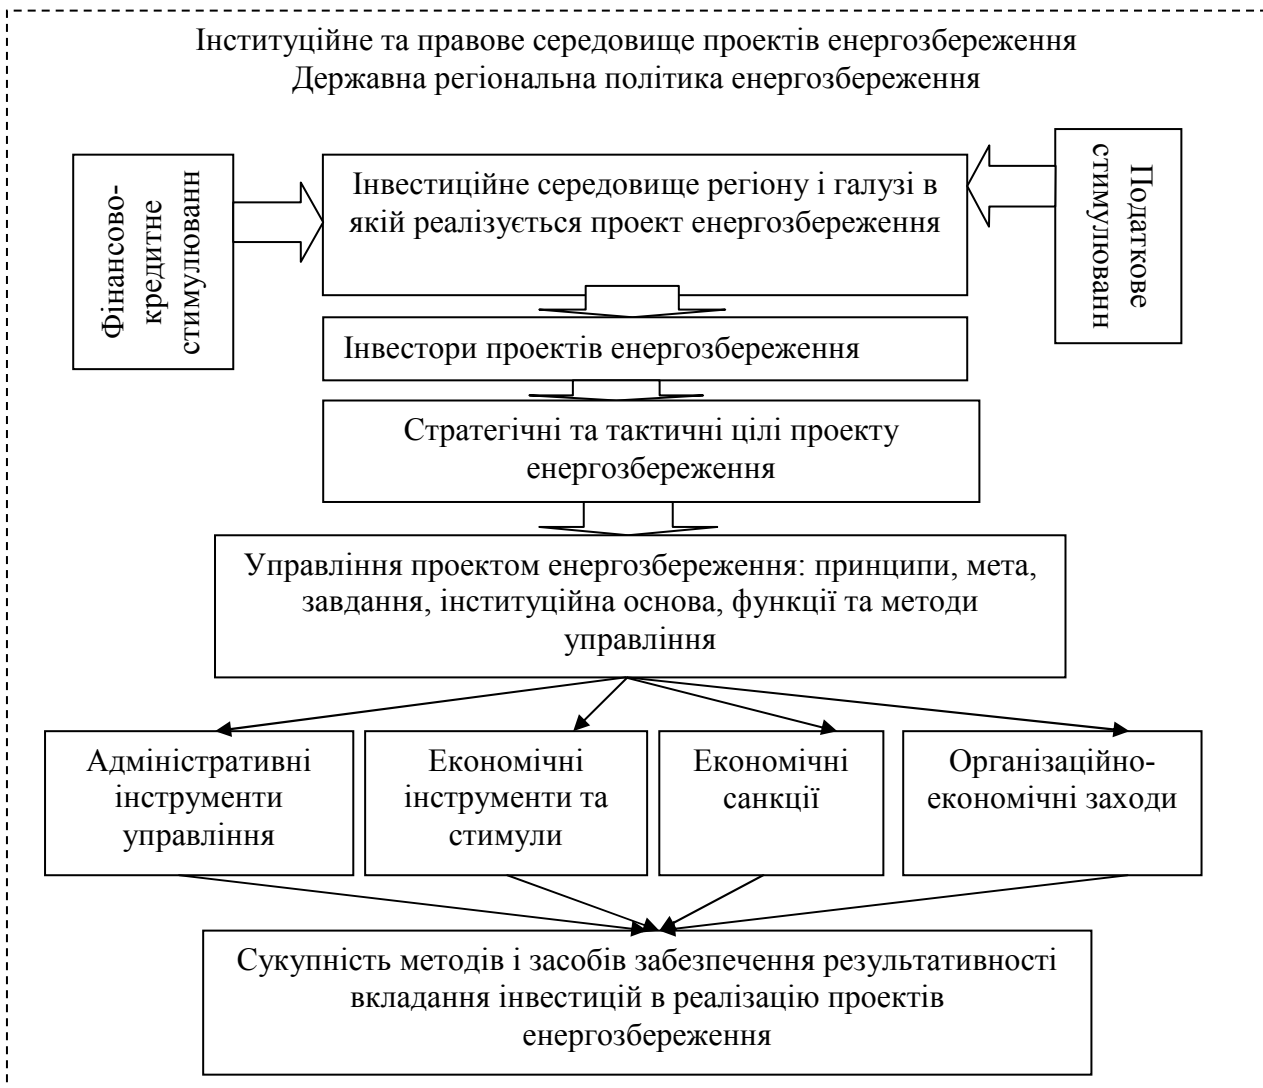 Інституційне та правове середовище проектів енергозбереження
Державна регіональна політика енергозбереження
Фінансово-
кредитне
стимулюванн
Інвестиційне середовище регіону і галузі в
якій реалізується проект енергозбереження
Податкове
стимулюванн
Інвестори проектів енергозбереження
Стратегічні та тактичні цілі проекту
енергозбереження
Управління проектом енергозбереження: принципи, мета,
завдання, інституційна основа, функції та методи
управління
Адміністративні
інструменти
управління
Економічні
інструменти та
стимули
Економічні
санкції
Організаційно-
економічні заходи
Сукупність методів і засобів забезпечення результативності
вкладання інвестицій в реалізацію проектів
енергозбереження